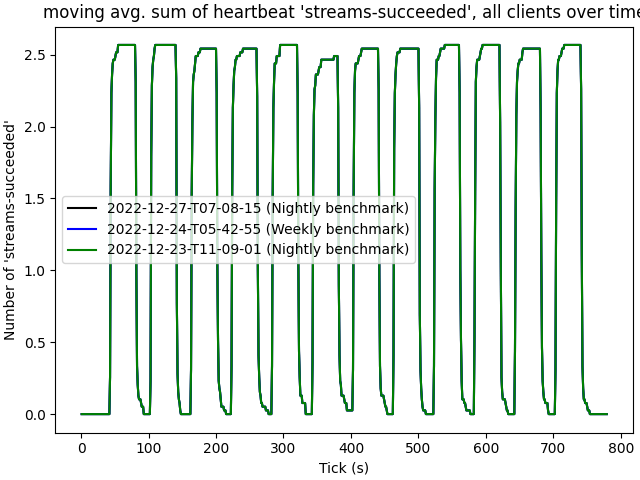 moving avg. sum of heartbeat 'streams-succeeded', all clients over time
2.5
2.0
1.5
1.0
0.5
0.0
Number of 'streams-succeeded'
2022-12-27-T07-08-15 (Nightly benchmark)
2022-12-24-T05-42-55 (Weekly benchmark)
2022-12-23-T11-09-01 (Nightly benchmark)
0 100 200 300 400 500 600 700 800
Tick (s)